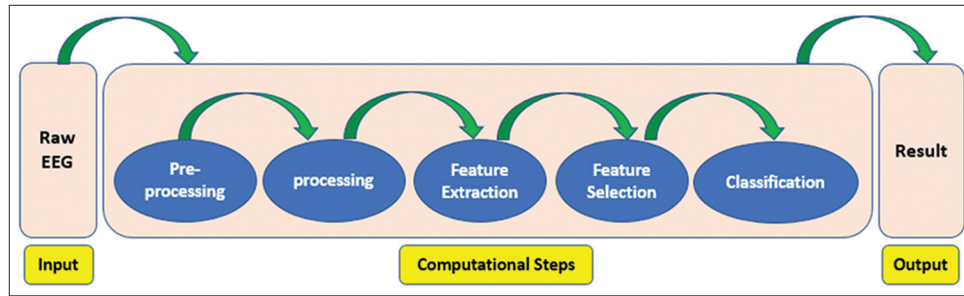 Raw
EEG
Pre-
processing
processing
Feature
Extraction
Feature
Selection
Classification
Result
Input
Computational Steps
Output